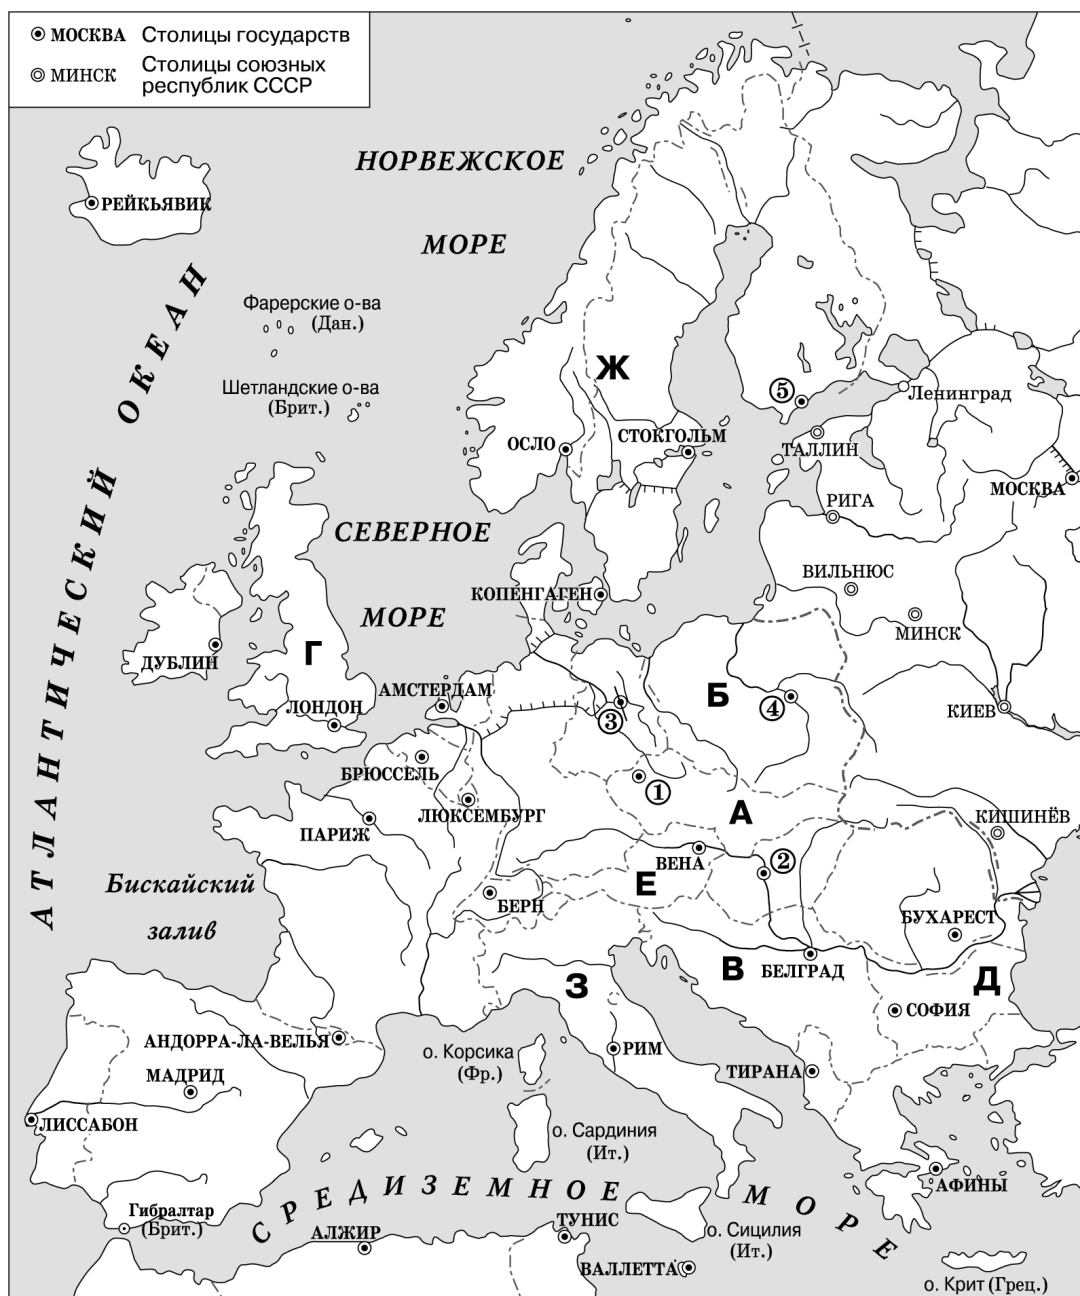 МОСКВА Столицы государств
МИНСК Столицы союзных
республик СССР
НОРВЕЖСКОЕ
МОРЕ
РЕЙКЬЯВИК
АТЛАНТИЧЕСКИЙ ОКЕАН
Фарерские о-ва
(Дан.)
Шетландские о-ва
(Брит.)
Ж
5
Ленинград
ОСЛО
СТОКГОЛЬМ
ТАЛЛИН
МОСКВА
РИГА
СЕВЕРНОЕ
МОРЕ
КОПЕНГАГЕН
ВИЛЬНЮС
МИНСК
ДУБЛИН
Г
ЛОНДОН
АМСТЕРДАМ
Б
4
3
КИЕВ
БРЮССЕЛЬ
1
ЛЮКСЕМБУРГ
А
ПАРИЖ
КИШИНЁВ
ВЕНА
2
Е
Бискайский
залив
БЕРН
БУХАРЕСТ
В
БЕЛГРАД
З
Д
СОФИЯ
АНДОРРА-ЛА-ВЕЛЬЯ
о. Корсика
(Фр.)
РИМ
МАДРИД
ТИРАНА
ЛИССАБОН
о. Сардиния
(Ит.)
СРЕДИЗЕМНОЕ МОРЕ
АФИНЫ
Гибралтар
(Брит.)
АЛЖИР
ТУНИС
о. Сицилия
(Ит.)
ВАЛЛЕТТА
о. Крит (Грец.)